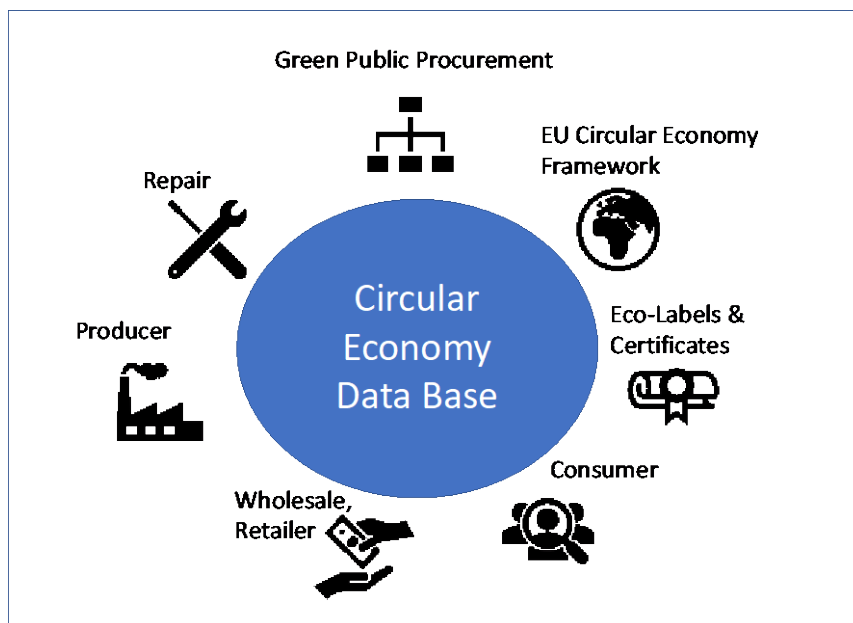 Green Public Procurement
EU Circular Economy
Framework
Repair
Circular
Economy
Data Base
Eco-Labels &
Certificates
Producer
Consumer
Wholesale,
Retailer